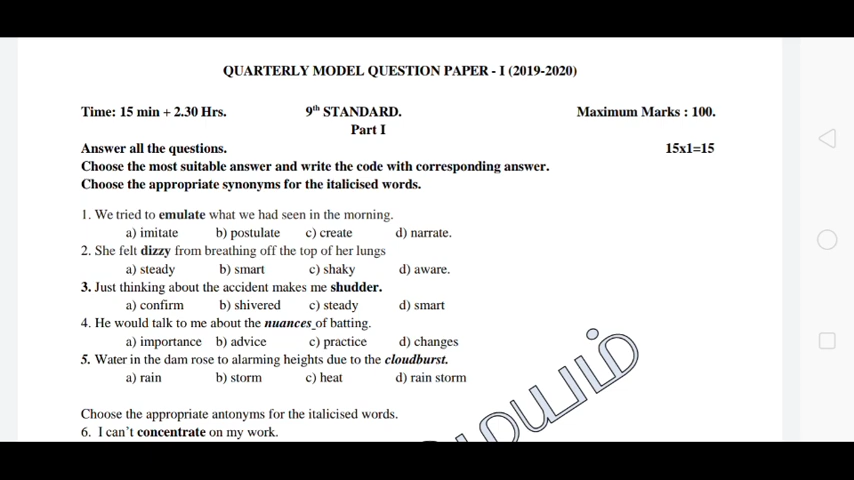 QUARTERLY MODEL QUESTION PAPER - I (2019-2020)
Time: 15 min + 2.30 Hrs. 9th STANDARD. Maximum Marks : 100.
Part I
Answer all the questions. 15x1=15
Choose the most suitable answer and write the code with corresponding answer.
Choose the appropriate synonyms for the italicised words.
1. We tried to emulate what we had seen in the morning.
a) imitate b) postulate c) create d) narrate.
2. She felt dizzy from breathing off the top of her lungs
a) steady b) smart c) shaky d) aware.
3. Just thinking about the accident makes me shudder.
a) confirm b) shivered c) steady d) smart
4. He would talk to me about the nuances of batting.
a) importance b) advice c) practice d) changes
5. Water in the dam rose to alarming heights due to the cloudburst.
a) rain b) storm c) heat d) rain storm
Choose the appropriate antonyms for the italicised words.
6. I can't concentrate on my work.